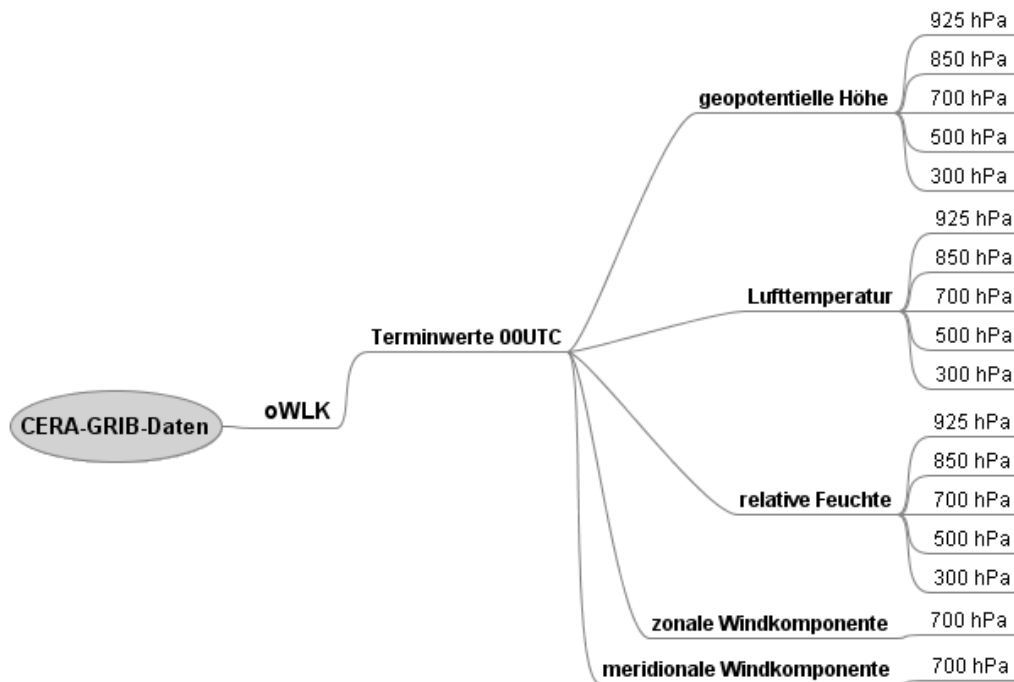 CERA-GRIB-Daten
oWLK
Terminwerte 00UTC
geopotentielle Höhe
925 hPa
850 hPa
700 hPa
500 hPa
300 hPa
Lufttemperatur
925 hPa
850 hPa
700 hPa
500 hPa
300 hPa
relative Feuchte
925 hPa
850 hPa
700 hPa
500 hPa
300 hPa
zonale Windkomponente
700 hPa
meridionale Windkomponente
700 hPa